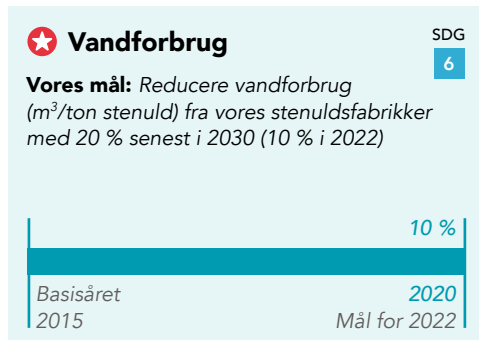 Vandforbrug
SDG
6
Vores mål: Reducere vandforbrug
(m³/ton stenuld) fra vores stenuldsfabrikker
med 20 % senest i 2030 (10 % i 2022)
10 %
Basisåret
2015
2020
Mål for 2022